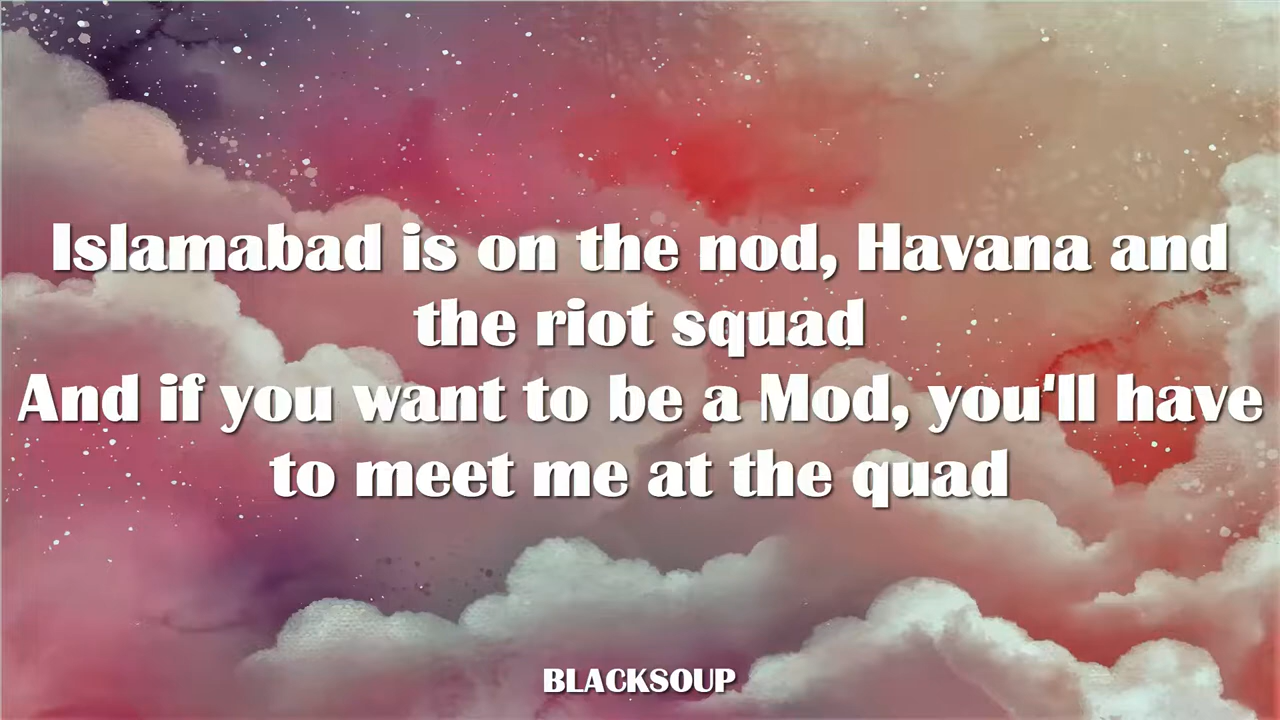 Islamabad is on the nod, Havana and
the riot squad
And if you want to be a Mod, you'll have
to meet me at the quad
BLACKSOUP